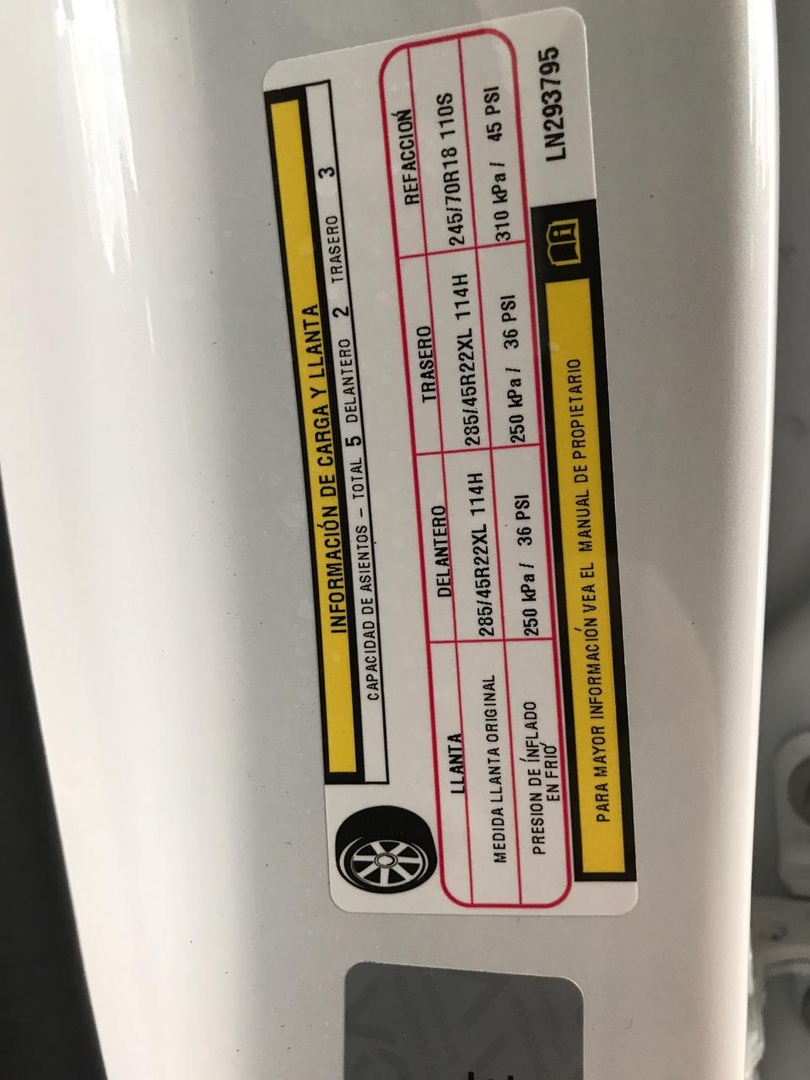 INFORMACIÓN DE CARGA Y LLANTA
CAPACIDAD DE ASIENTOS – TOTAL 5 DELANTERO 2 TRASERO 3
LLANTA DELANTERO TRASERO REFACCIÓN
MEDIDA LLANTA ORIGINAL 285/45R22XL 114H 285/45R22XL 114H 245/70R18 110S
PRESION DE ÍNFLADO EN FRIÓ 250 kPa / 36 PSI 250 kPa / 36 PSI 310 kPa / 45 PSI
PARA MAYOR INFORMACIÓN VEA EL MANUAL DE PROPIETARIO
LN293795